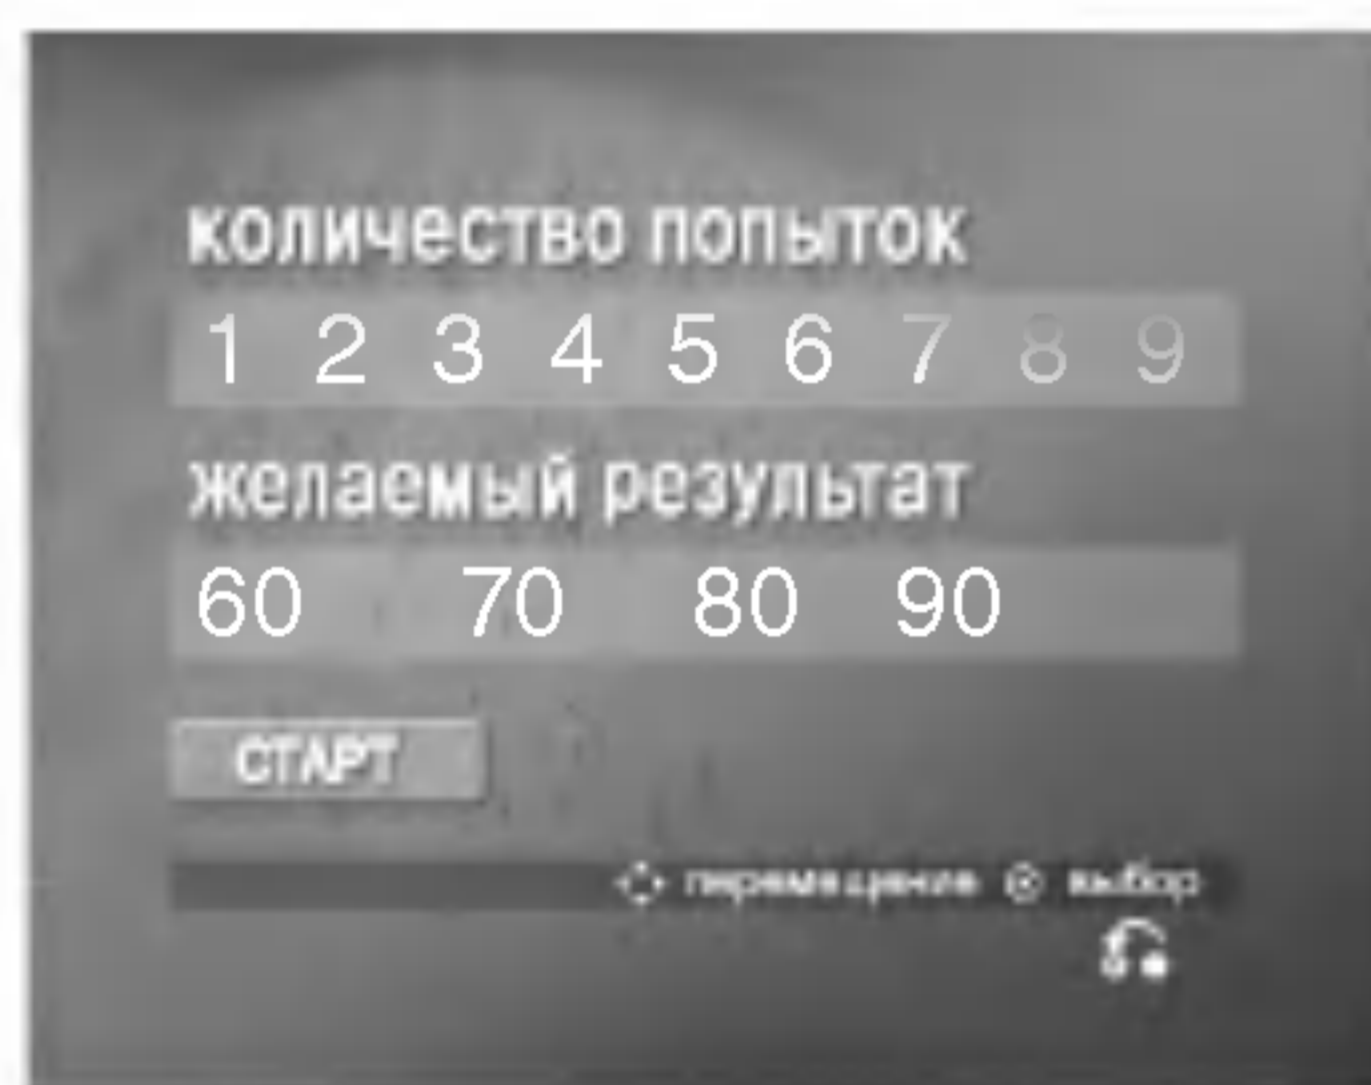 количество попыток
1 2 3 4 5 6 7 8 9
желаемый результат
60 70 80 90
СТАРТ
перемещение выбор